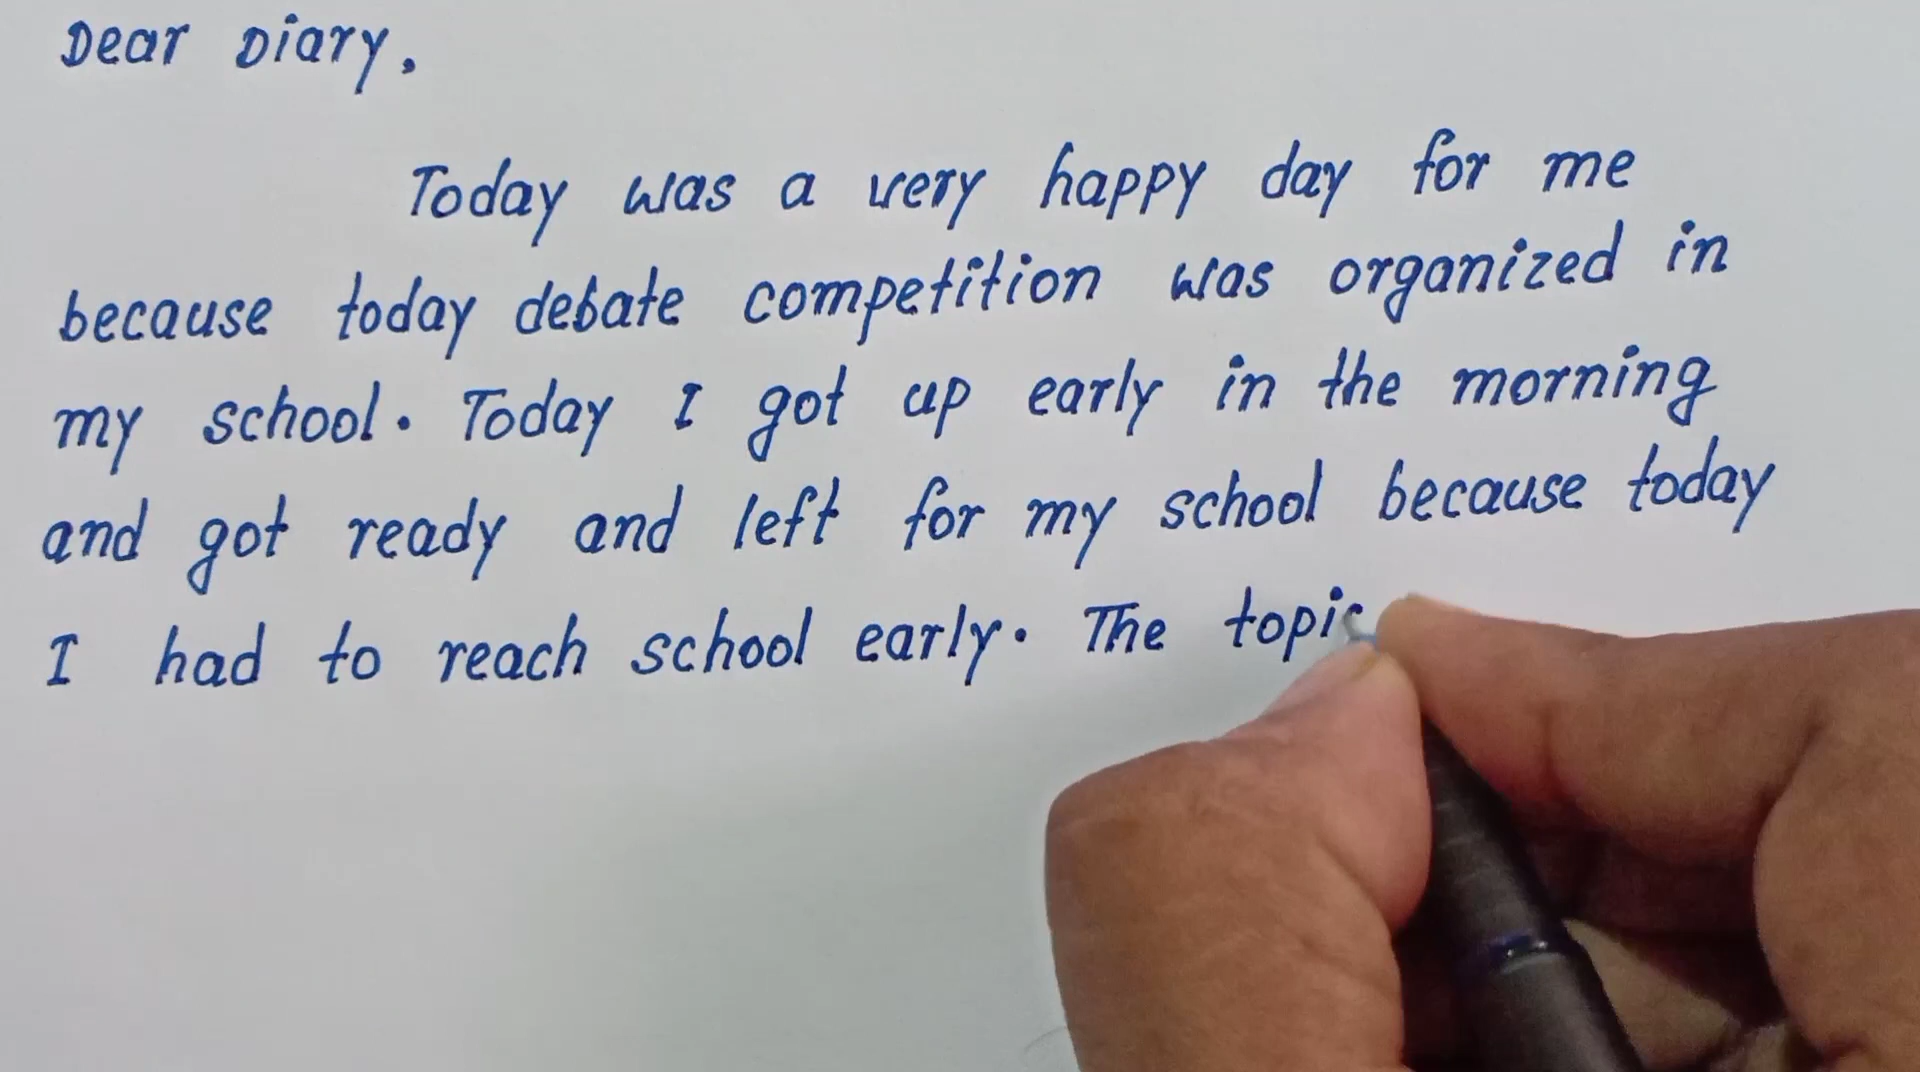 Dear Diary,
Today was a very happy day for me
because today debate competition was organized in
my school. Today I got up early in the morning
and got ready and left for my school because today
I had to reach school early. The topic